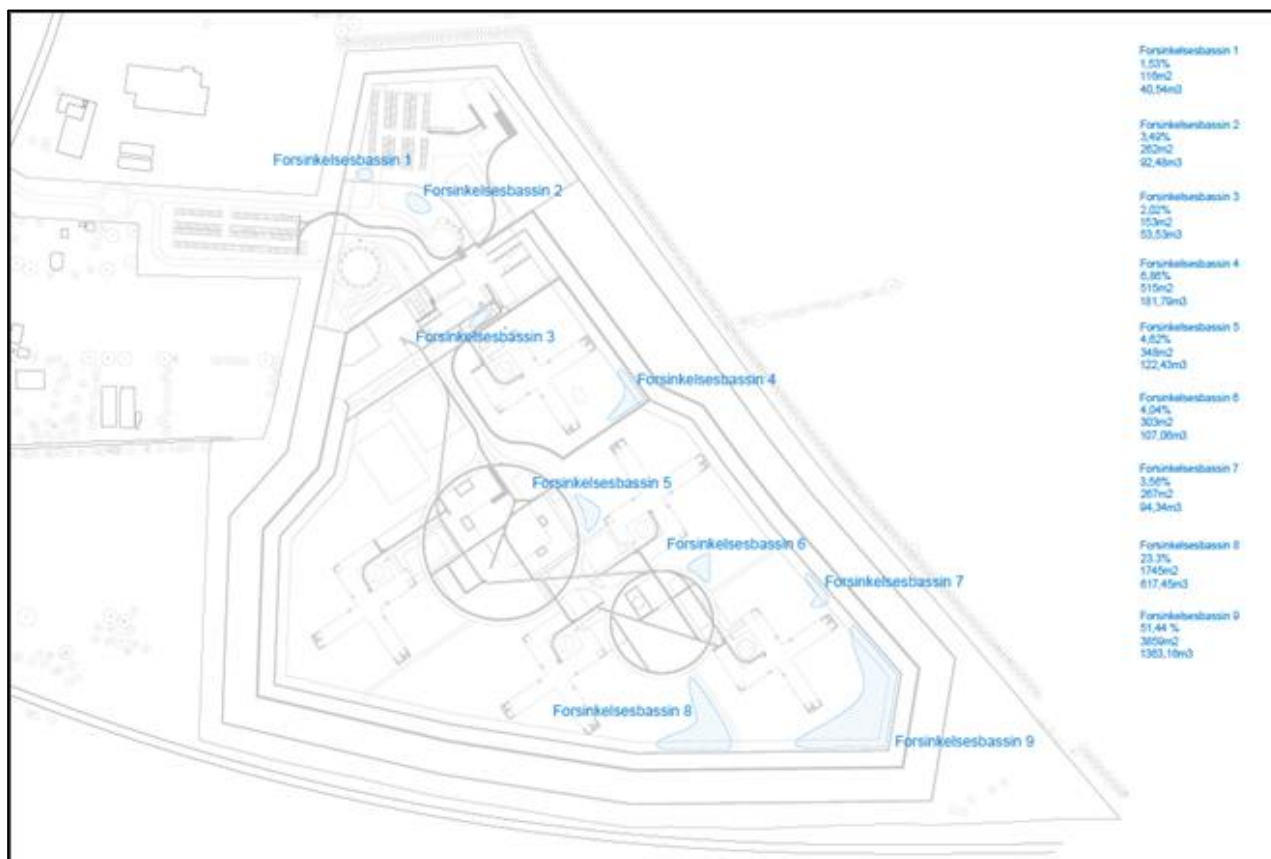 Forsinkelsesbassin 1
Forsinkelsesbassin 2
Forsinkelsesbassin 3
Forsinkelsesbassin 4
Forsinkelsesbassin 5
Forsinkelsesbassin 6
Forsinkelsesbassin 7
Forsinkelsesbassin 8
Forsinkelsesbassin 9
Forsinkelsesbassin 1
1,53%
116m2
40,54m3
Forsinkelsesbassin 2
3,49%
262m2
92,48m3
Forsinkelsesbassin 3
2,02%
153m2
53,53m3
Forsinkelsesbassin 4
6,86%
515m2
181,79m3
Forsinkelsesbassin 5
4,62%
348m2
122,43m3
Forsinkelsesbassin 6
4,04%
303m2
107,06m3
Forsinkelsesbassin 7
3,56%
267m2
94,34m3
Forsinkelsesbassin 8
23.3%
1745m2
617,45m3
Forsinkelsesbassin 9
51,44 %
3859m2
1363,16m3